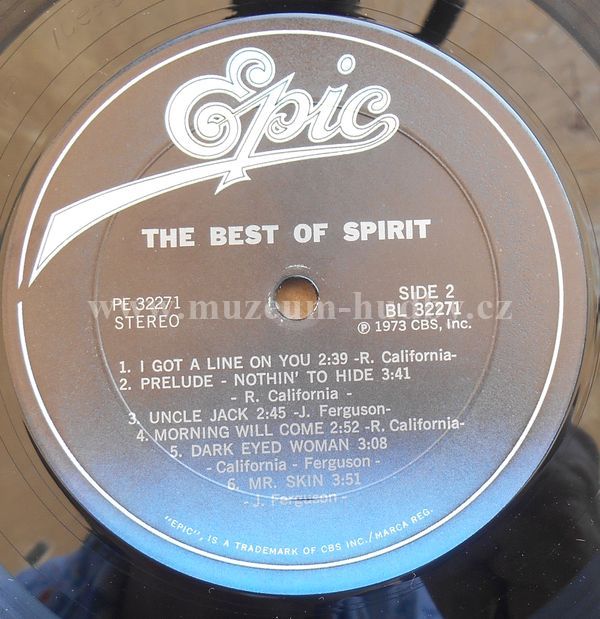 Epic
THE BEST OF SPIRIT
PE 32271
STEREO
SIDE 2
BL 32271
℗ 1973 CBS, Inc.
www.muzeum-hudby.cz
1. I GOT A LINE ON YOU 2:39 -R. California-
2. PRELUDE - NOTHIN' TO HIDE 3:41
- R. California -
3. UNCLE JACK 2:45 -J. Ferguson-
4. MORNING WILL COME 2:52 -R. California-
5. DARK EYED WOMAN 3:08
- California - Ferguson -
6. MR. SKIN 3:51
- J. Ferguson -
"EPIC", IS A TRADEMARK OF CBS INC./MARCA REG.